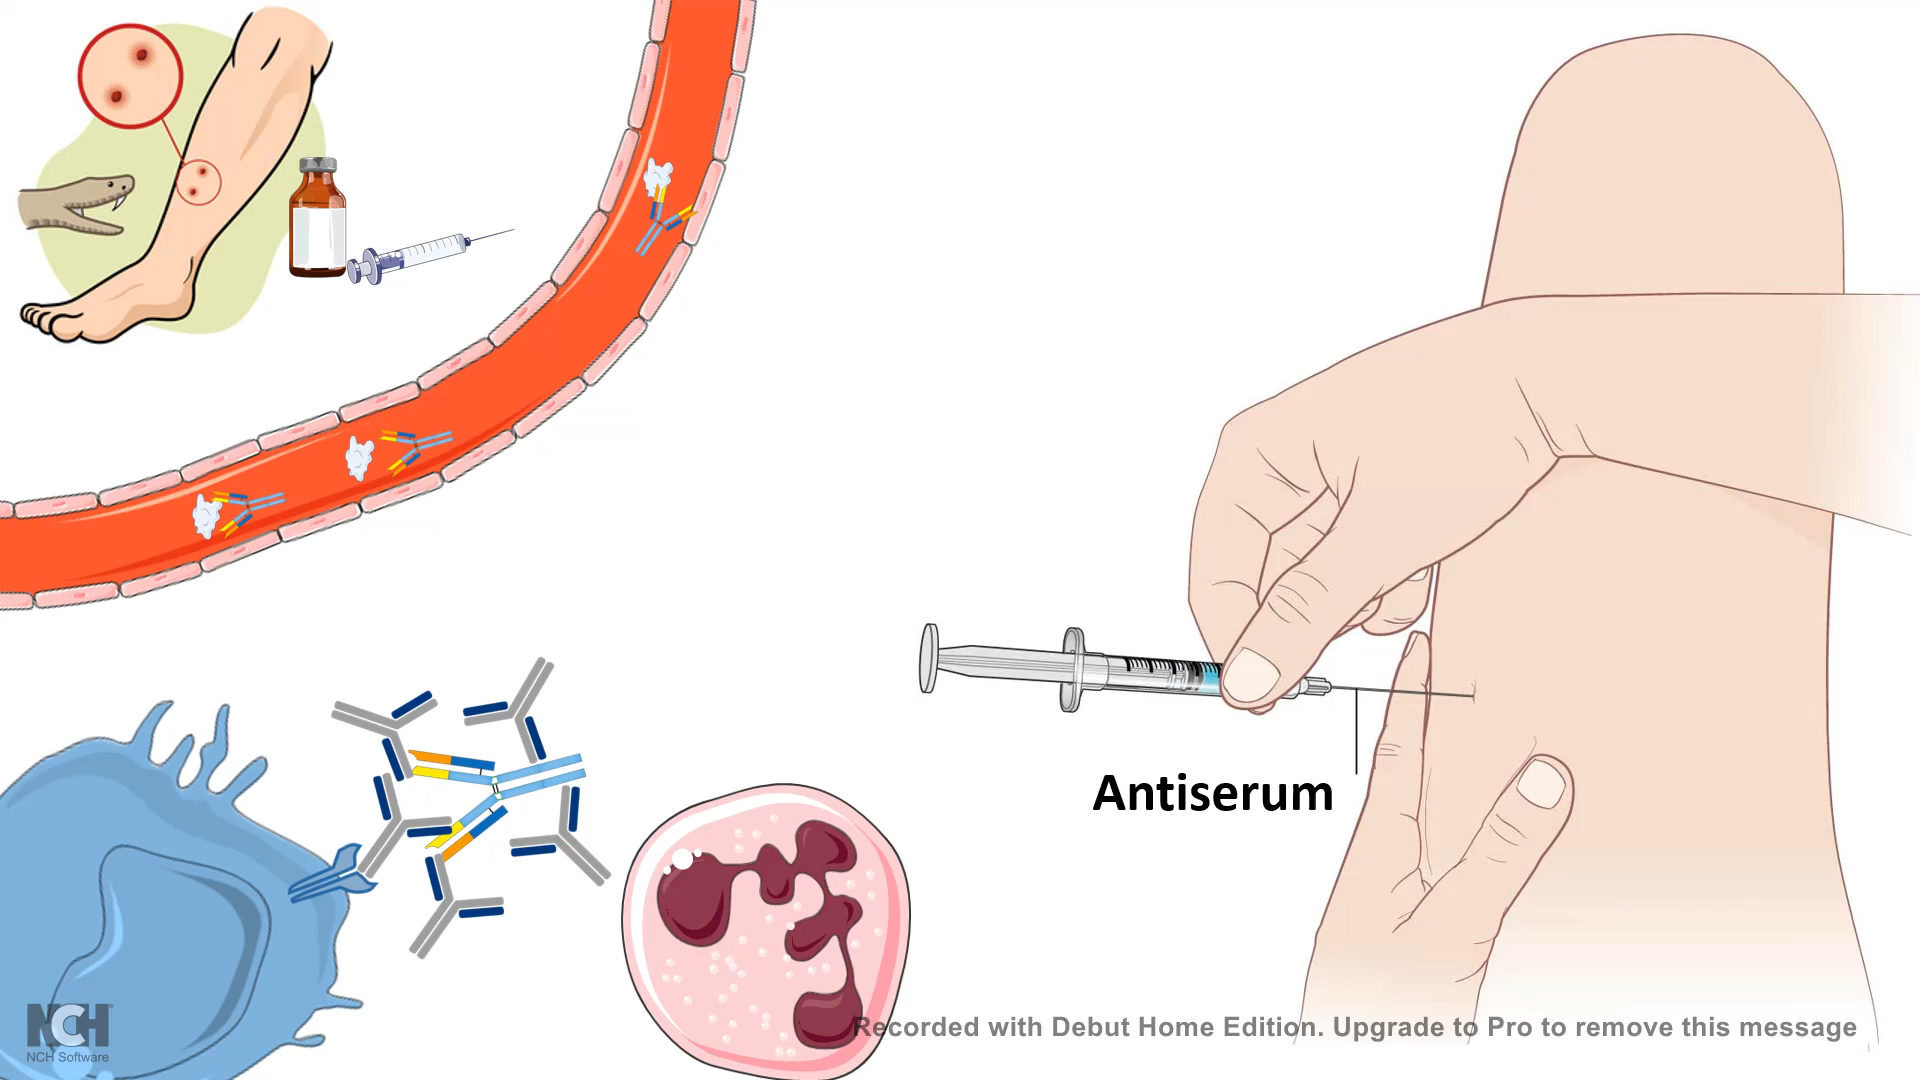 Antiserum
NCH
NCH Software
Recorded with Debut Home Edition. Upgrade to Pro to remove this message